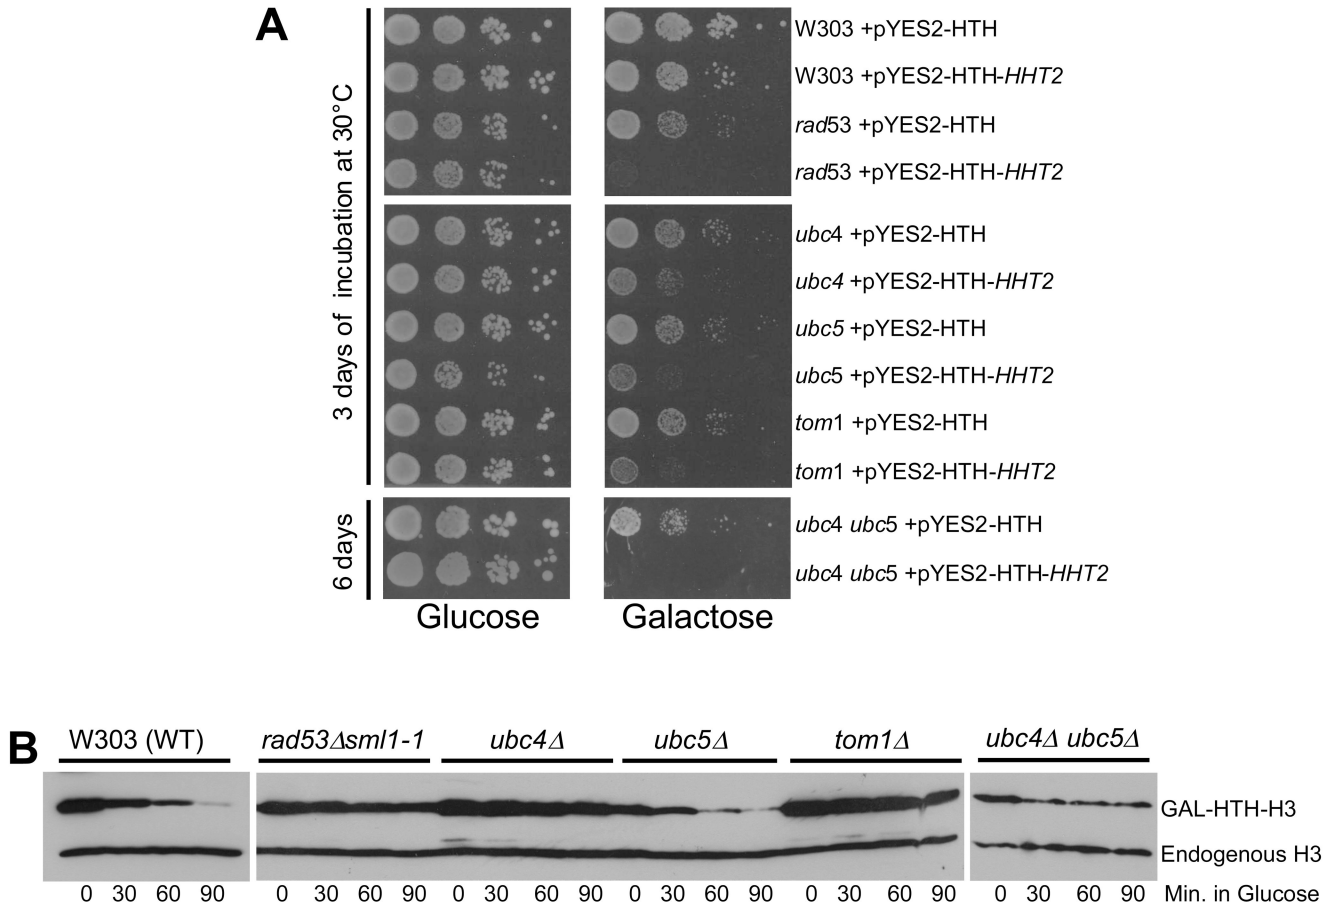 A
3 days of incubation at 30°C
W303 +pYES2-HTH
W303 +pYES2-HTH-HHT2
rad53 +pYES2-HTH
rad53 +pYES2-HTH-HHT2
ubc4 +pYES2-HTH
ubc4 +pYES2-HTH-HHT2
ubc5 +pYES2-HTH
ubc5 +pYES2-HTH-HHT2
tom1 +pYES2-HTH
tom1 +pYES2-HTH-HHT2
6 days
ubc4 ubc5 +pYES2-HTH
ubc4 ubc5 +pYES2-HTH-HHT2
Glucose Galactose
B
W303 (WT) rad53Δsml1-1 ubc4Δ ubc5Δ tom1Δ ubc4Δ ubc5Δ
GAL-HTH-H3
Endogenous H3
0 30 60 90 0 30 60 90 0 30 60 90 0 30 60 90 0 30 60 90 0 30 60 90 Min. in Glucose